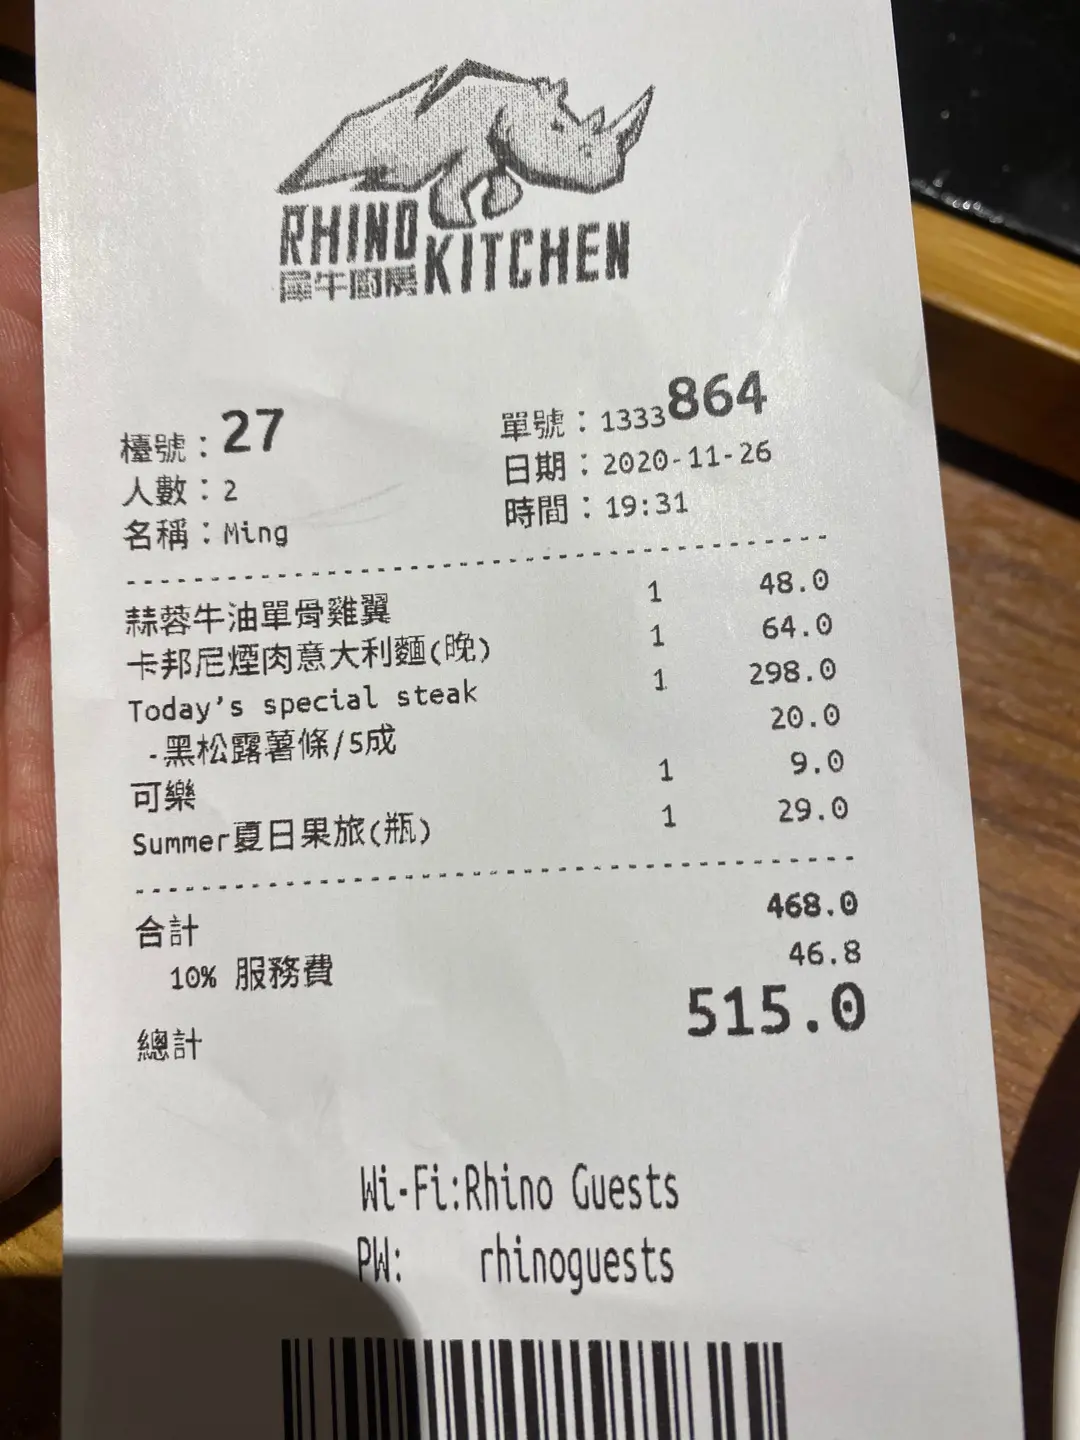 RHINO KITCHEN
犀牛廚房
檯號：27
人數：2
名稱：Ming
單號：1333864
日期：2020-11-26
時間：19:31
蒜蓉牛油單骨雞翼 1 48.0
卡邦尼煙肉意大利麵(晚) 1 64.0
Today's special steak 1 298.0
-黑松露薯條/5成 20.0
可樂 1 9.0
Summer夏日果旅(瓶) 1 29.0
合計 468.0
10% 服務費 46.8
總計 515.0
Wi-Fi:Rhino Guests
PW: rhinoguests